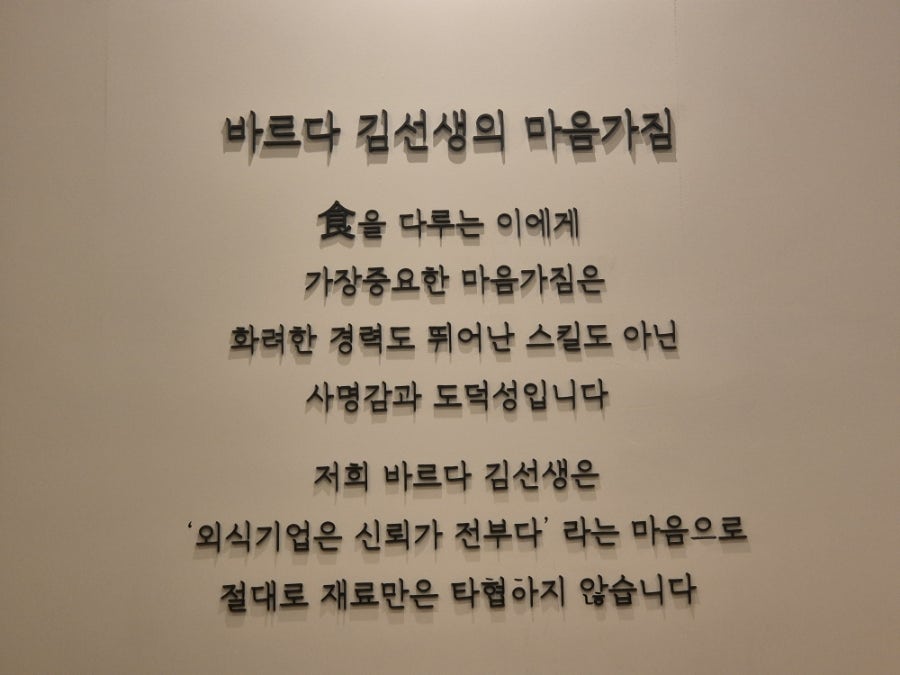 바르다 김선생의 마음가짐
食을 다루는 이에게
가장중요한 마음가짐은
화려한 경력도 뛰어난 스킬도 아닌
사명감과 도덕성입니다
저희 바르다 김선생은
‘외식기업은 신뢰가 전부다’ 라는 마음으로
절대로 재료만은 타협하지 않습니다